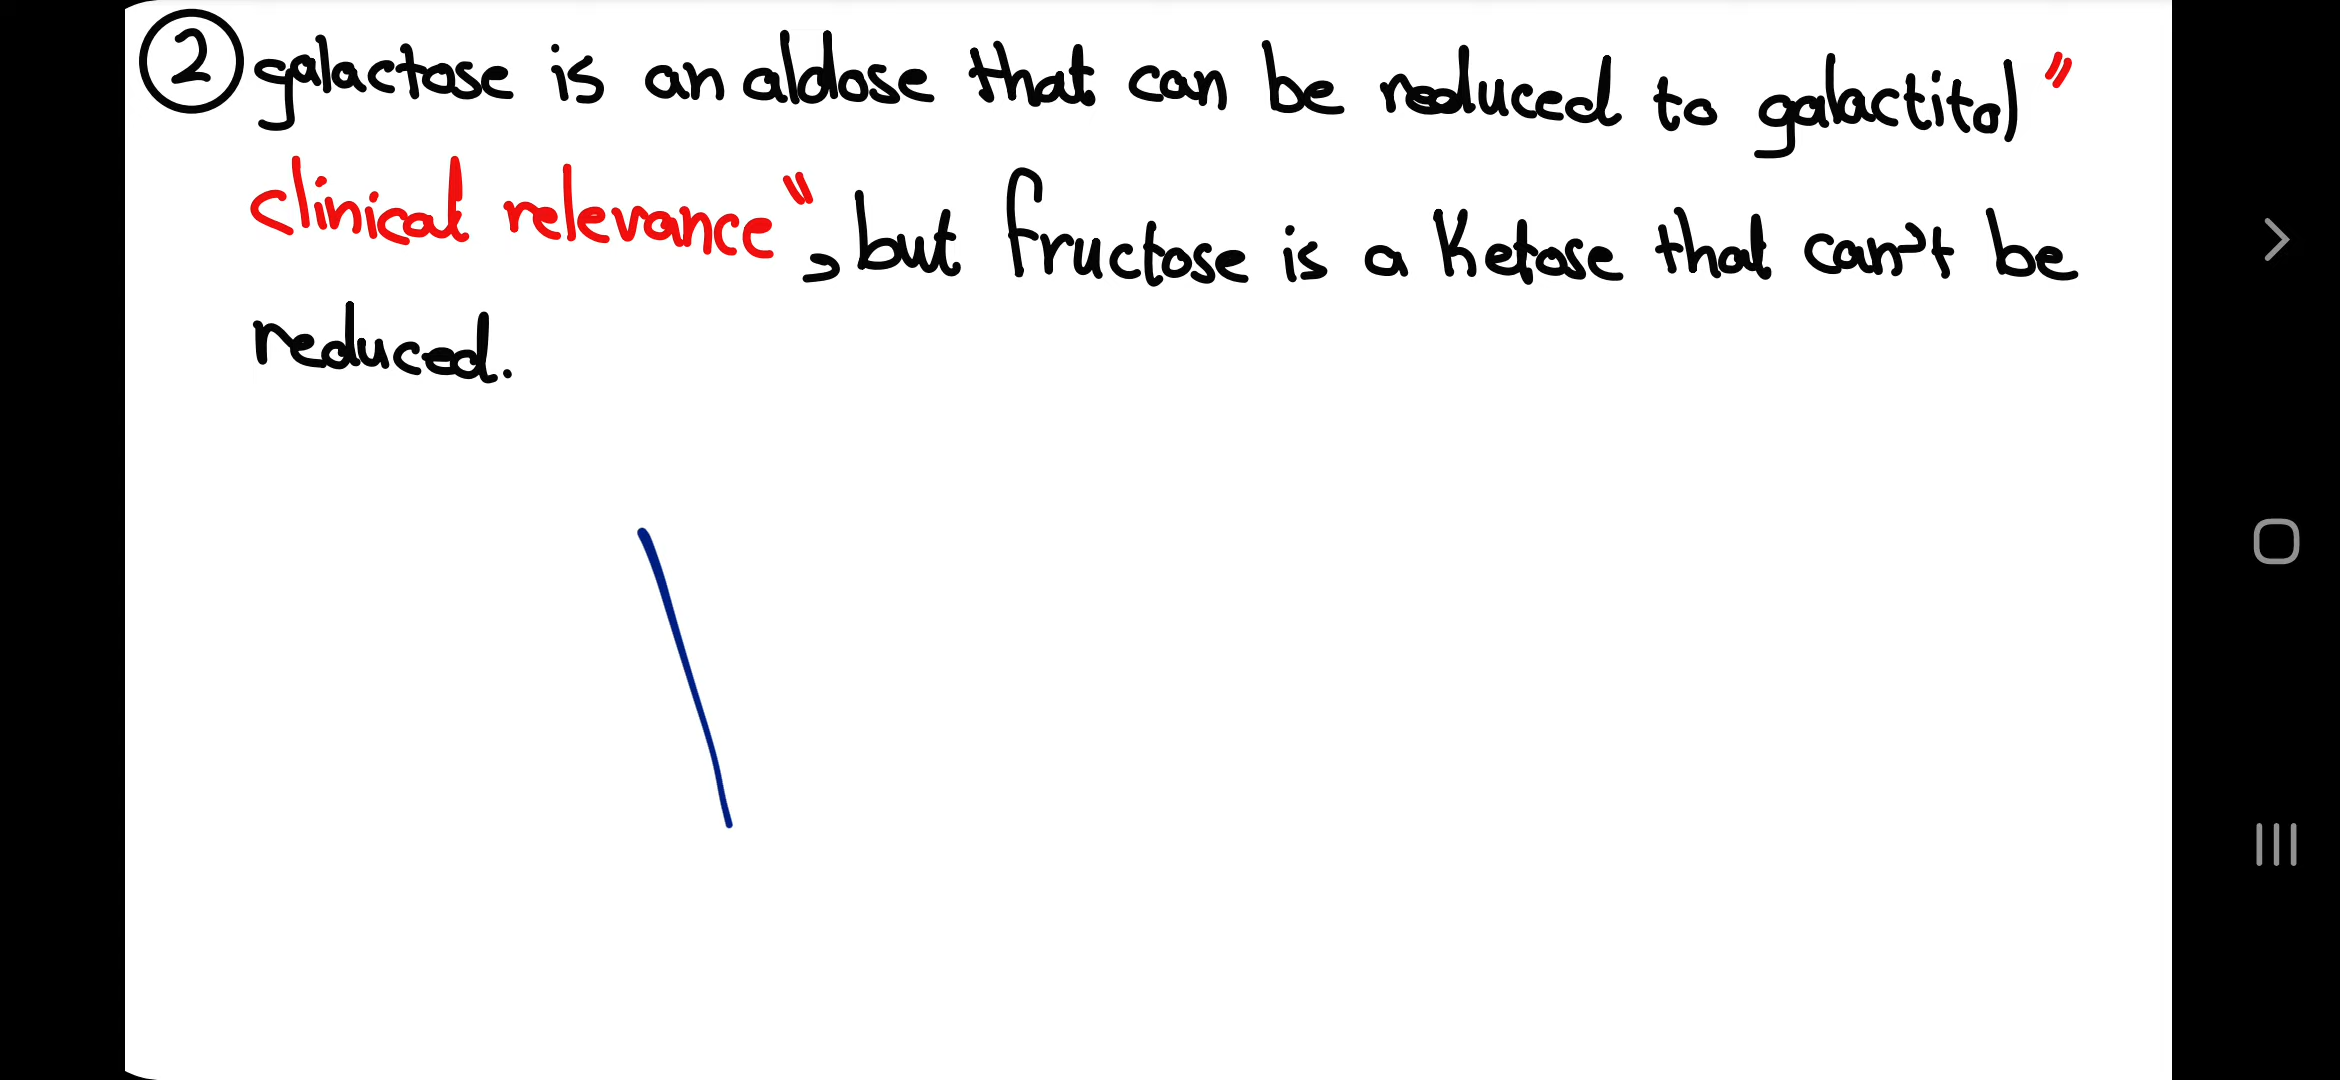 ② galactose is an aldose that can be reduced to galactitol "
clinical relevance", but fructose is a Ketose that can't be
reduced.